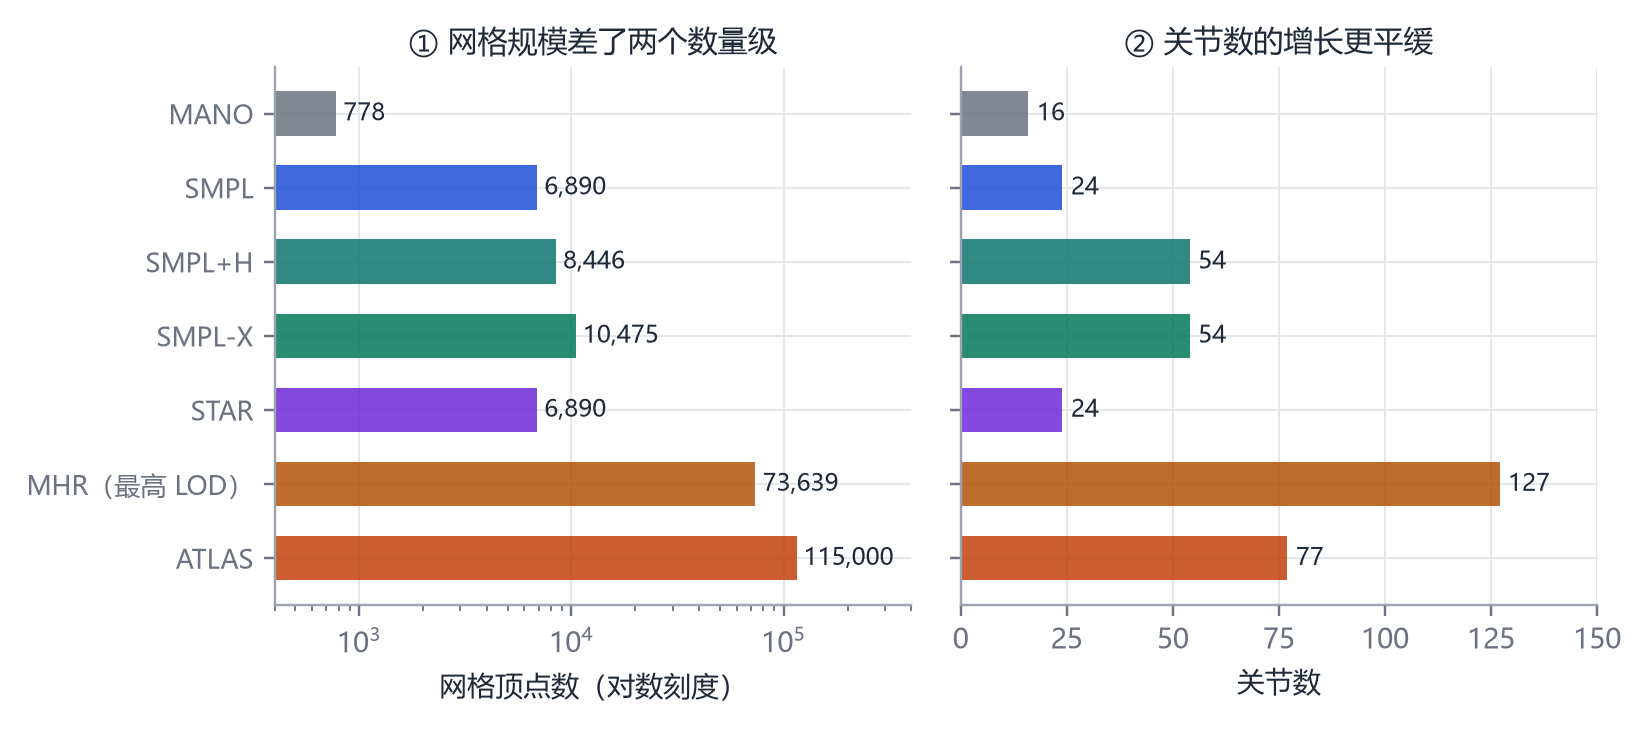 ① 网格规模差了两个数量级
MANO
778
SMPL
6,890
SMPL+H
8,446
SMPL-X
10,475
STAR
6,890
MHR（最高 LOD）
73,639
ATLAS
115,000
10³
10⁴
10⁵
网格顶点数（对数刻度）
② 关节数的增长更平缓
16
24
54
54
24
127
77
0
25
50
75
100
125
150
关节数